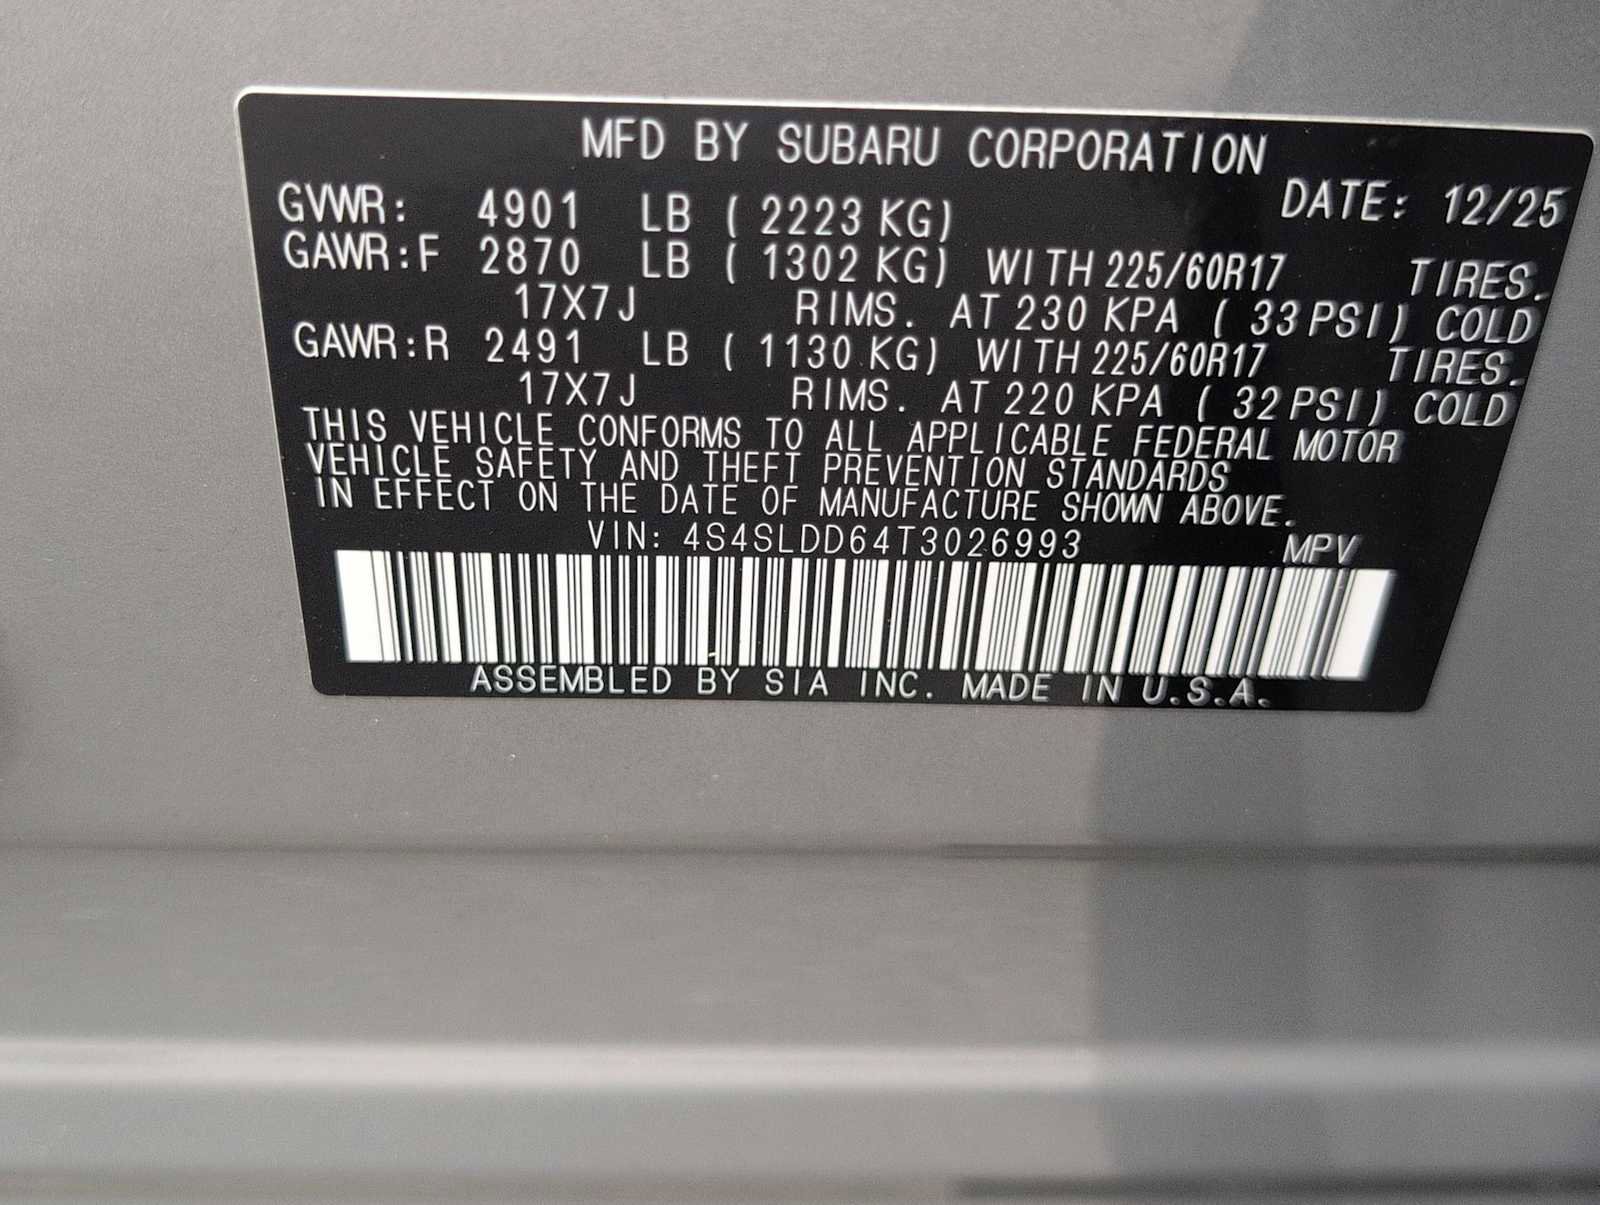 MFD BY SUBARU CORPORATION
DATE: 12/25
GVWR: 4901 LB ( 2223 KG)
GAWR:F 2870 LB ( 1302 KG) WITH 225/60R17 TIRES.
17X7J RIMS. AT 230 KPA ( 33 PSI) COLD
GAWR:R 2491 LB ( 1130 KG) WITH 225/60R17 TIRES.
17X7J RIMS. AT 220 KPA ( 32 PSI) COLD
THIS VEHICLE CONFORMS TO ALL APPLICABLE FEDERAL MOTOR
VEHICLE SAFETY AND THEFT PREVENTION STANDARDS
IN EFFECT ON THE DATE OF MANUFACTURE SHOWN ABOVE.
VIN: 4S4SLDD64T3026993 MPV
ASSEMBLED BY SIA INC. MADE IN U.S.A.